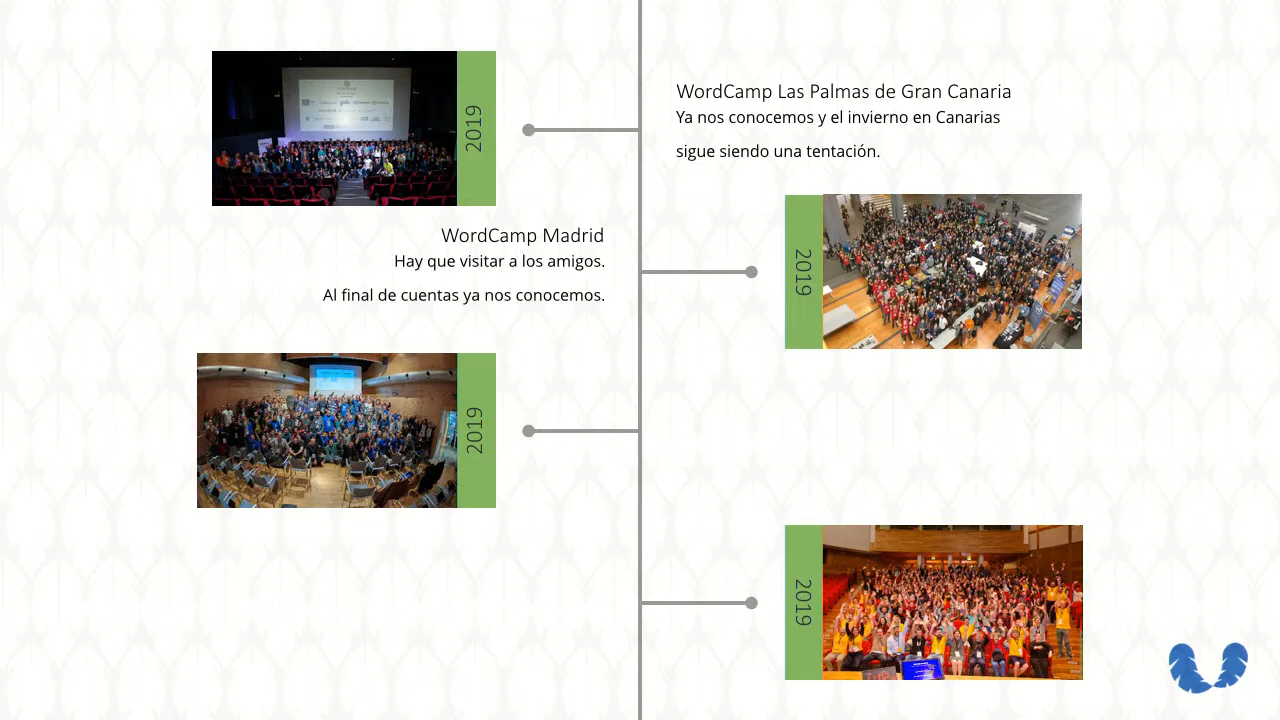 2019
WordCamp Las Palmas de Gran Canaria
Ya nos conocemos y el invierno en Canarias
sigue siendo una tentación.
WordCamp Madrid
Hay que visitar a los amigos.
Al final de cuentas ya nos conocemos.
2019
2019
2019